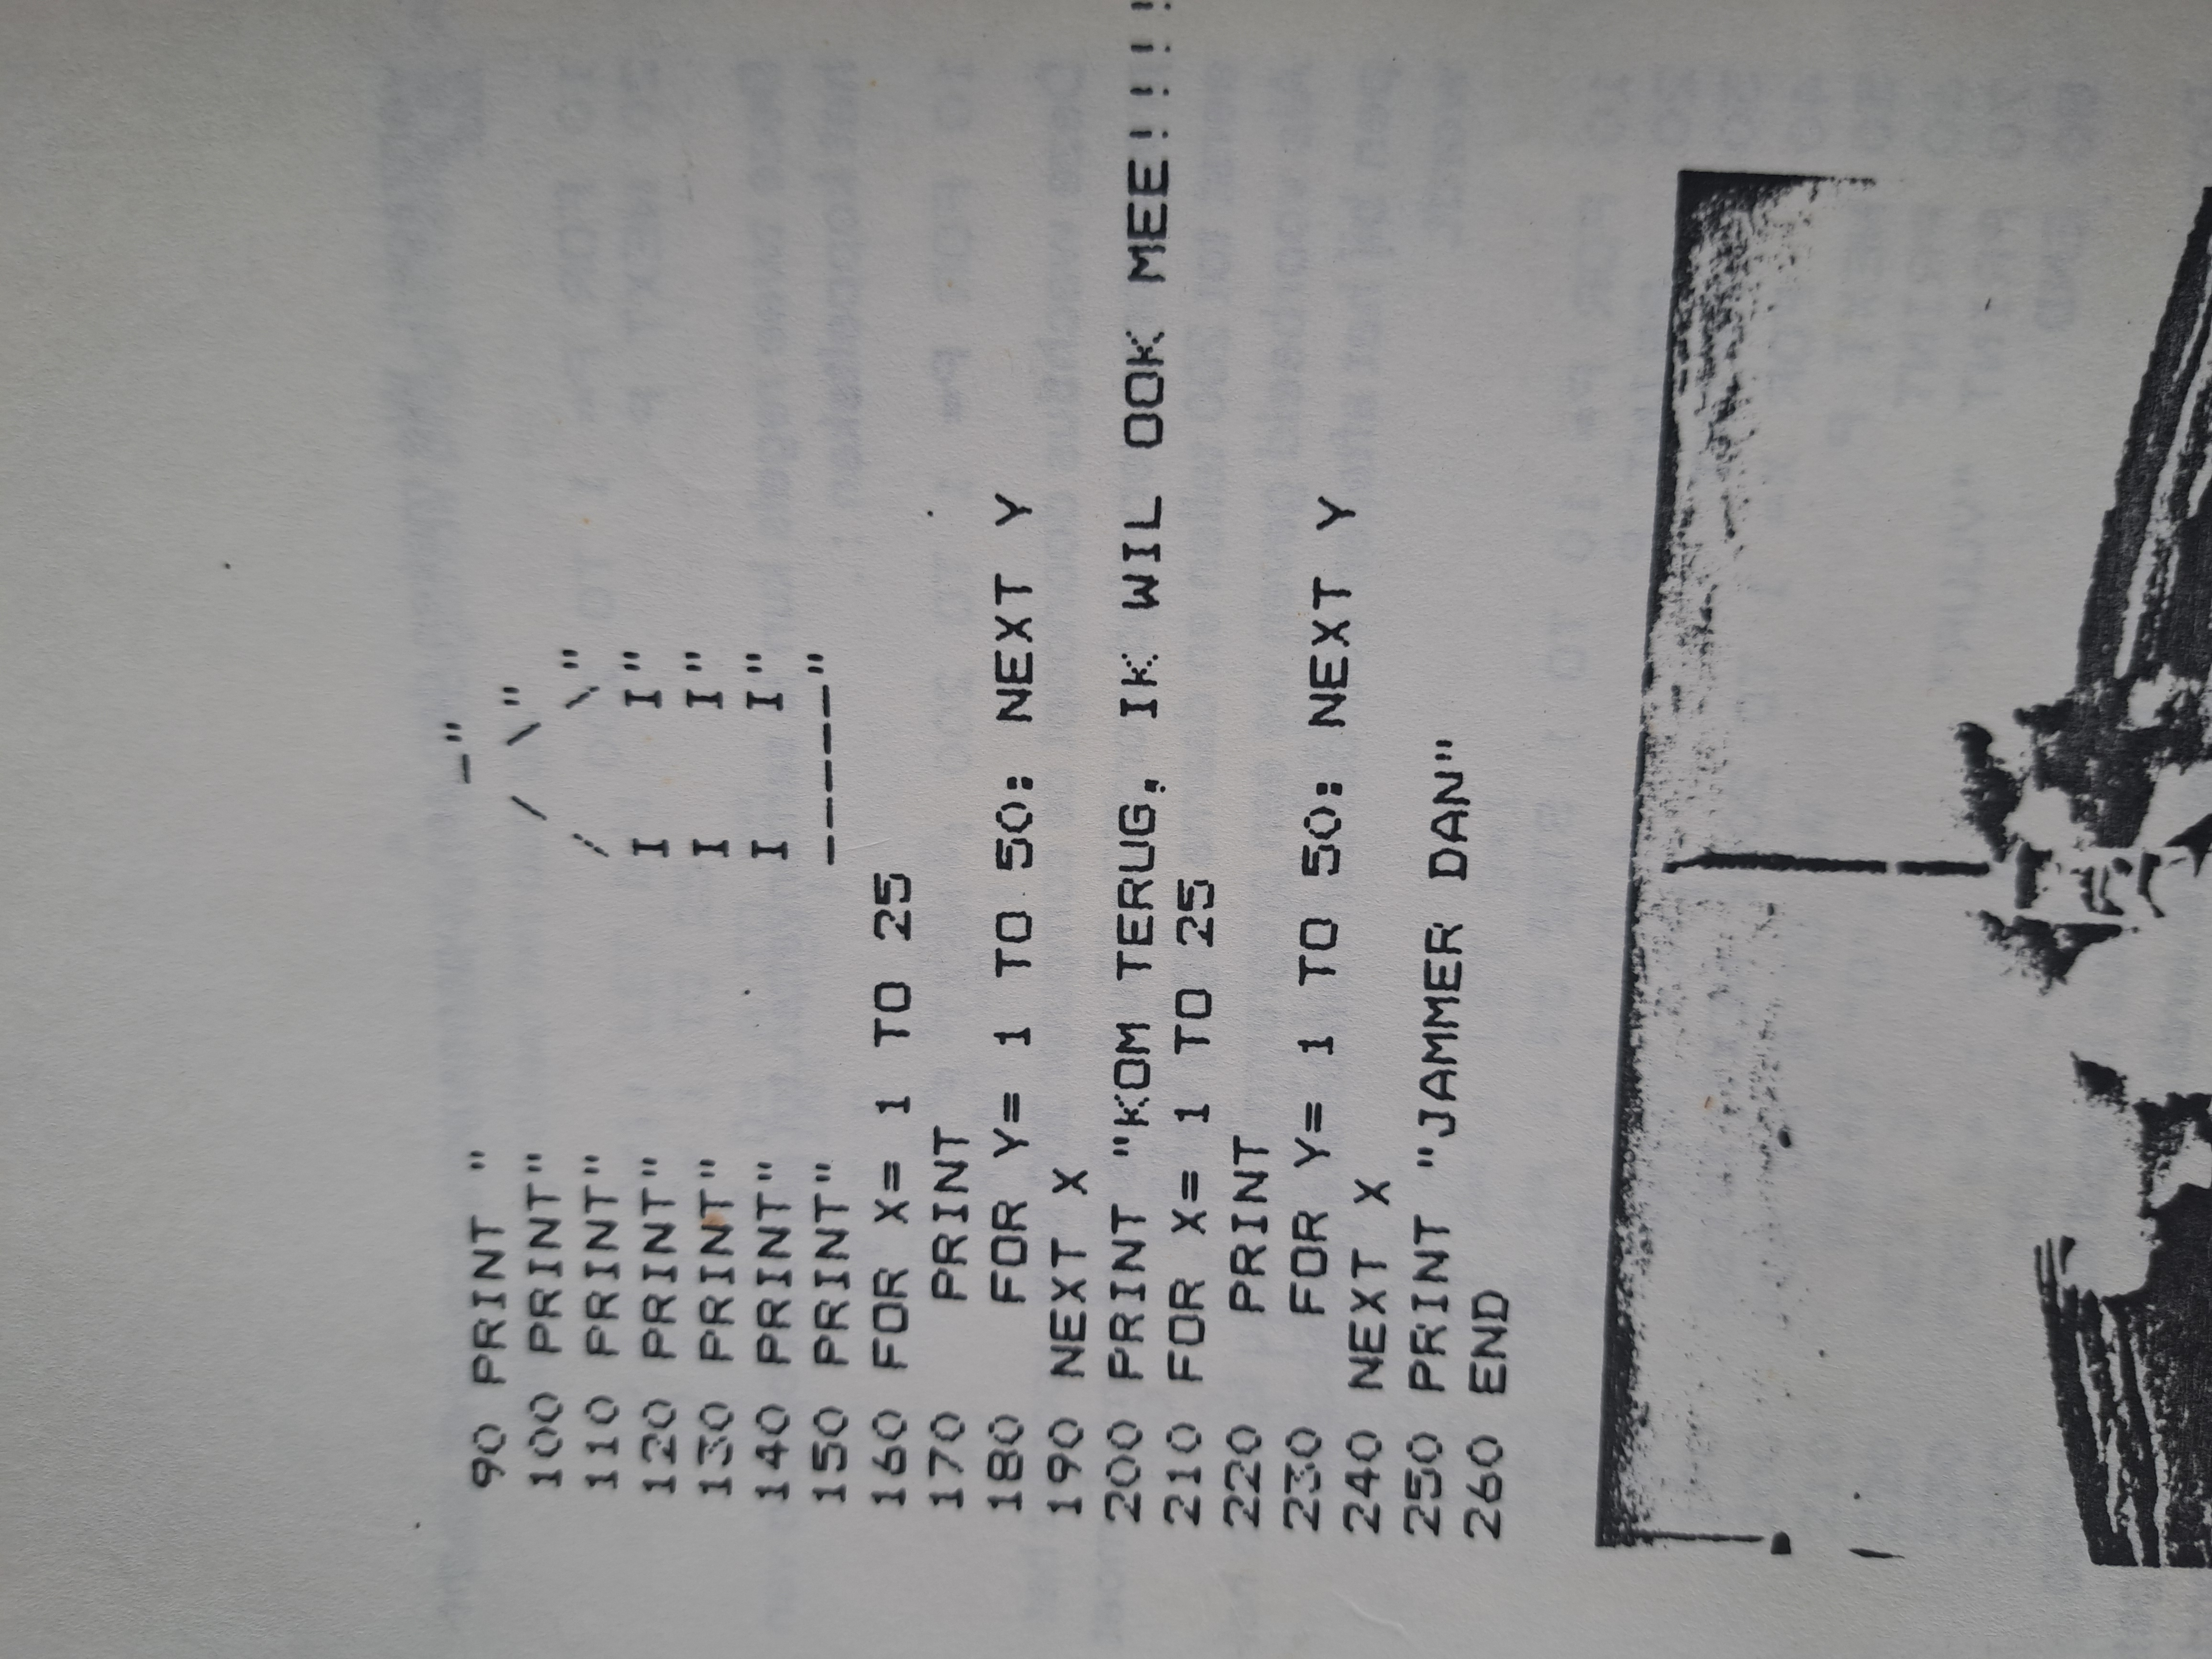 90 PRINT "          -"
100 PRINT"         / \"
110 PRINT"        /   \"
120 PRINT"        I   I"
130 PRINT"        I   I"
140 PRINT"        I   I"
150 PRINT"        -----"
160 FOR X= 1 TO 25
170   PRINT
180   FOR Y= 1 TO 50: NEXT Y
190 NEXT X
200 PRINT "KOM TERUG, IK WIL OOK MEE!!!!
210 FOR X= 1 TO 25
220   PRINT
230   FOR Y= 1 TO 50: NEXT Y
240 NEXT X
250 PRINT "JAMMER DAN"
260 END